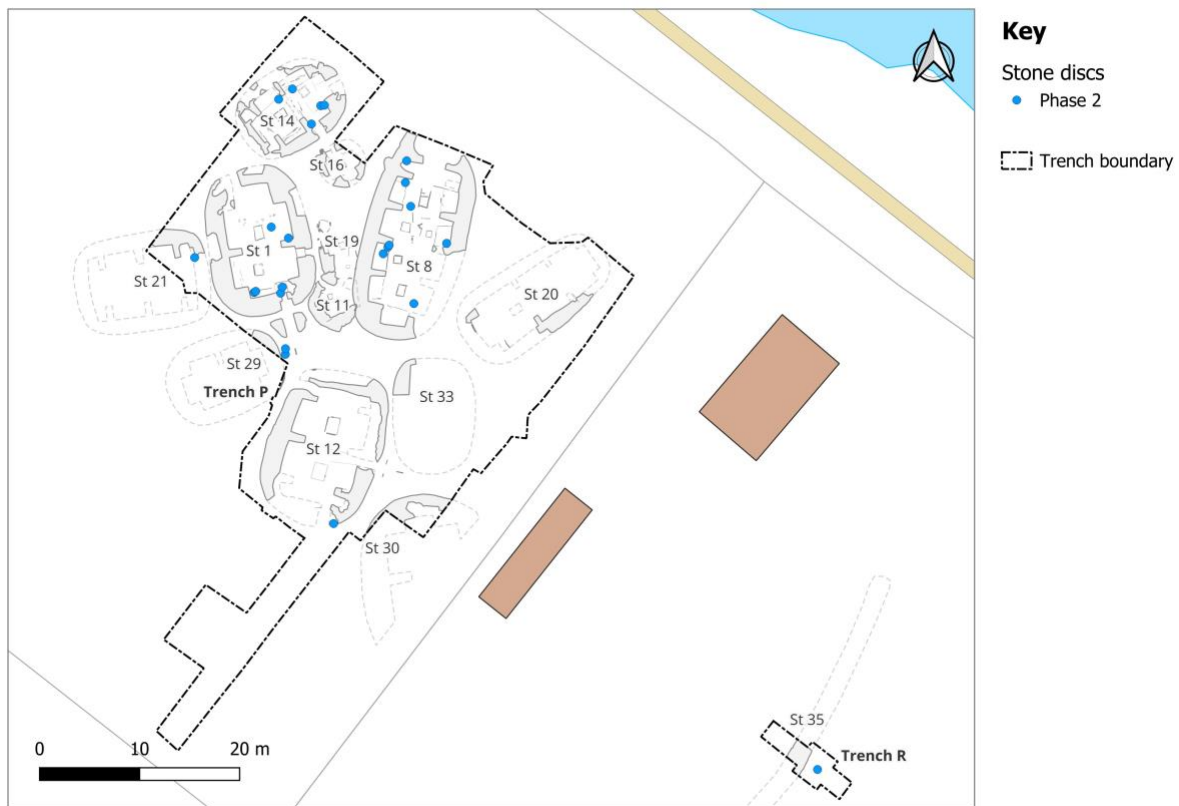 Key
Stone discs
Phase 2
Trench boundary
St 14
St 16
St 19
St 1
St 8
St 21
St 20
St 11
St 29
Trench P
St 33
St 12
St 30
St 35
Trench R
0 10 20 m